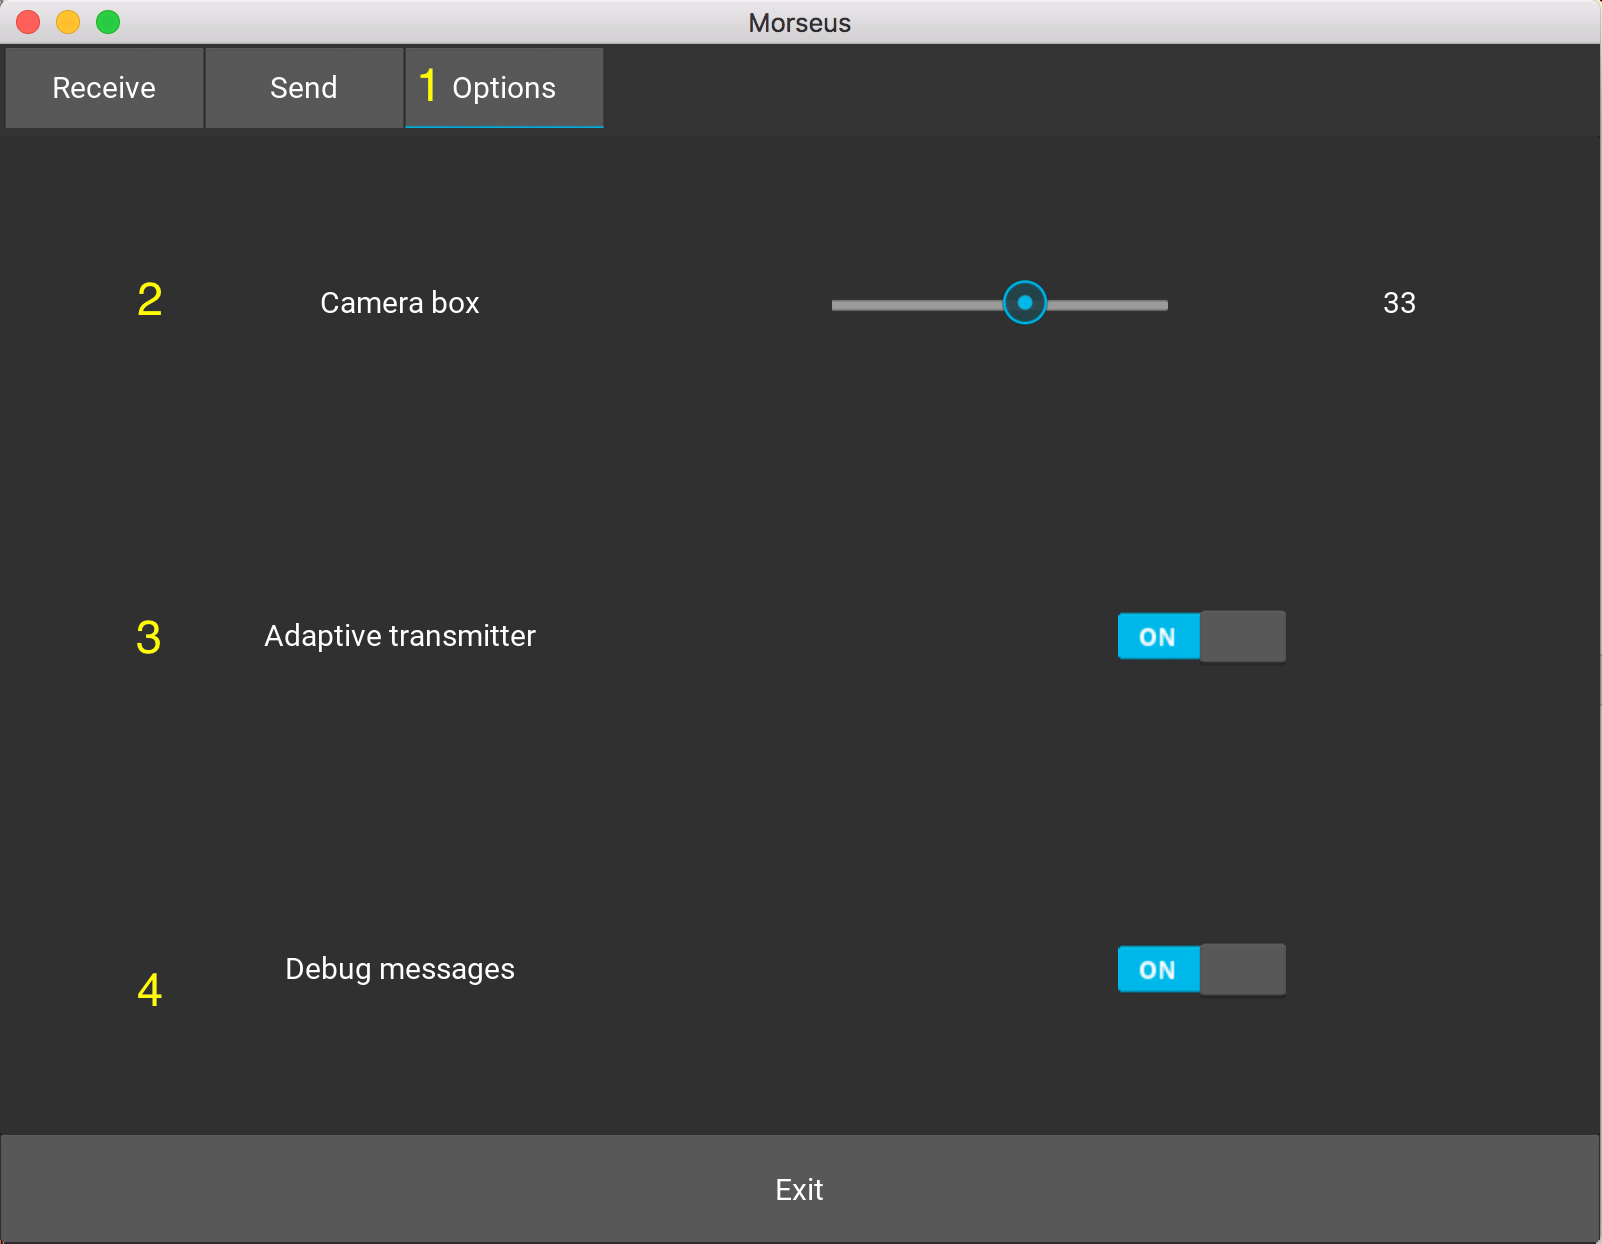 Morseus
Receive Send 1 Options
2 Camera box 33
3 Adaptive transmitter ON
4 Debug messages ON
Exit